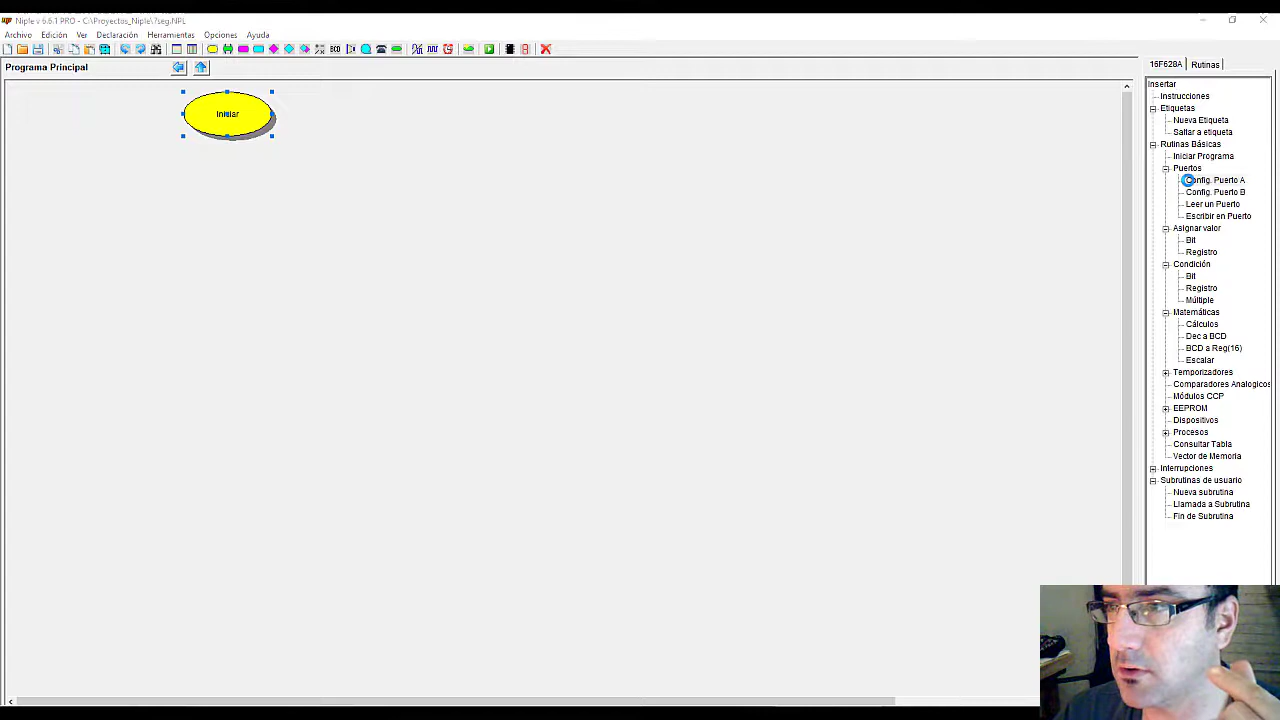 Niple v 6.6.1 PRO - C:\Proyectos_Niple\7seg.NPL
Archivo Edición Ver Declaración Herramientas Opciones Ayuda
Programa Principal
16F628A Rutinas
Iniciar
Insertar
Instrucciones
Etiquetas
Nueva Etiqueta
Saltar a etiqueta
Rutinas Básicas
Iniciar Programa
Puertos
Config. Puerto A
Config. Puerto B
Leer un Puerto
Escribir en Puerto
Asignar valor
Bit
Registro
Condición
Bit
Registro
Múltiple
Matemáticas
Cálculos
Dec a BCD
BCD a Reg(16)
Escalar
Temporizadores
Comparadores Analogicos
Módulos CCP
EEPROM
Dispositivos
Procesos
Consultar Tabla
Vector de Memoria
Interrupciones
Subrutinas de usuario
Nueva subrutina
Llamada a Subrutina
Fin de Subrutina